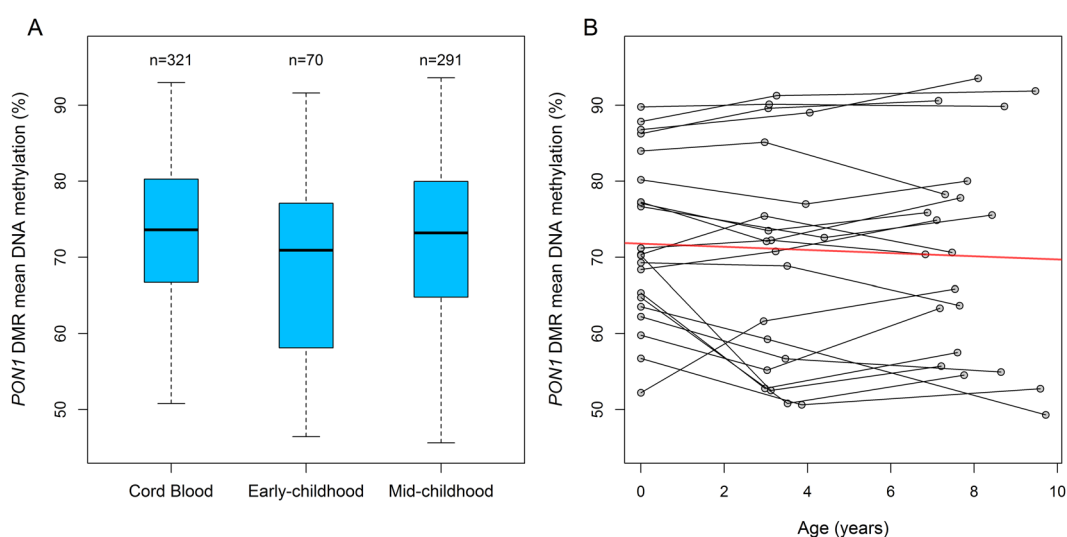 A
n=321 n=70 n=291
PON1 DMR mean DNA methylation (%)
90
80
70
60
50
Cord Blood Early-childhood Mid-childhood
B
PON1 DMR mean DNA methylation (%)
90
80
70
60
50
0 2 4 6 8 10
Age (years)